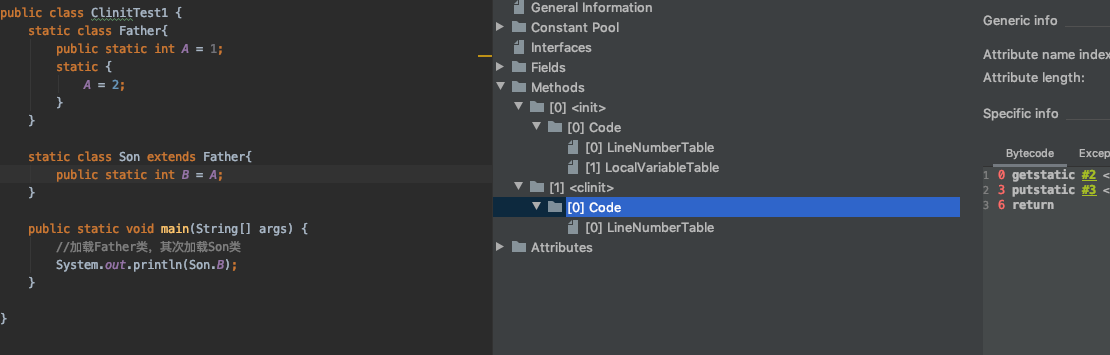 public class ClinitTest1 {
static class Father{
public static int A = 1;
static {
A = 2;
}
}
static class Son extends Father{
public static int B = A;
}
public static void main(String[] args) {
//加载Father类，其次加载Son类
System.out.println(Son.B);
}
}
General Information
Constant Pool
Interfaces
Fields
Methods
[0] <init>
[0] Code
[0] LineNumberTable
[1] LocalVariableTable
[1] <clinit>
[0] Code
[0] LineNumberTable
Attributes
Generic info
Attribute name index
Attribute length:
Specific info
Bytecode Excep
1 0 getstatic #2 <
2 3 putstatic #3 <
3 6 return